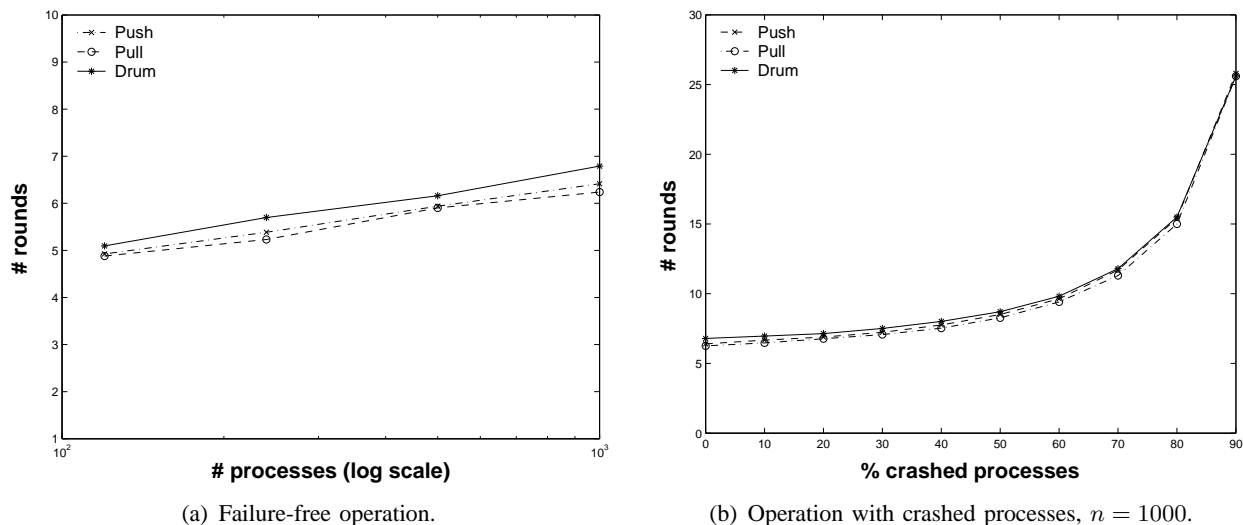 10
9
8
7
6
5
4
3
2
1
# rounds
Push
Pull
Drum
10²
10³
# processes (log scale)
(a) Failure-free operation.
30
25
20
15
10
5
0
# rounds
Push
Pull
Drum
0 10 20 30 40 50 60 70 80 90
% crashed processes
(b) Operation with crashed processes, n = 1000.